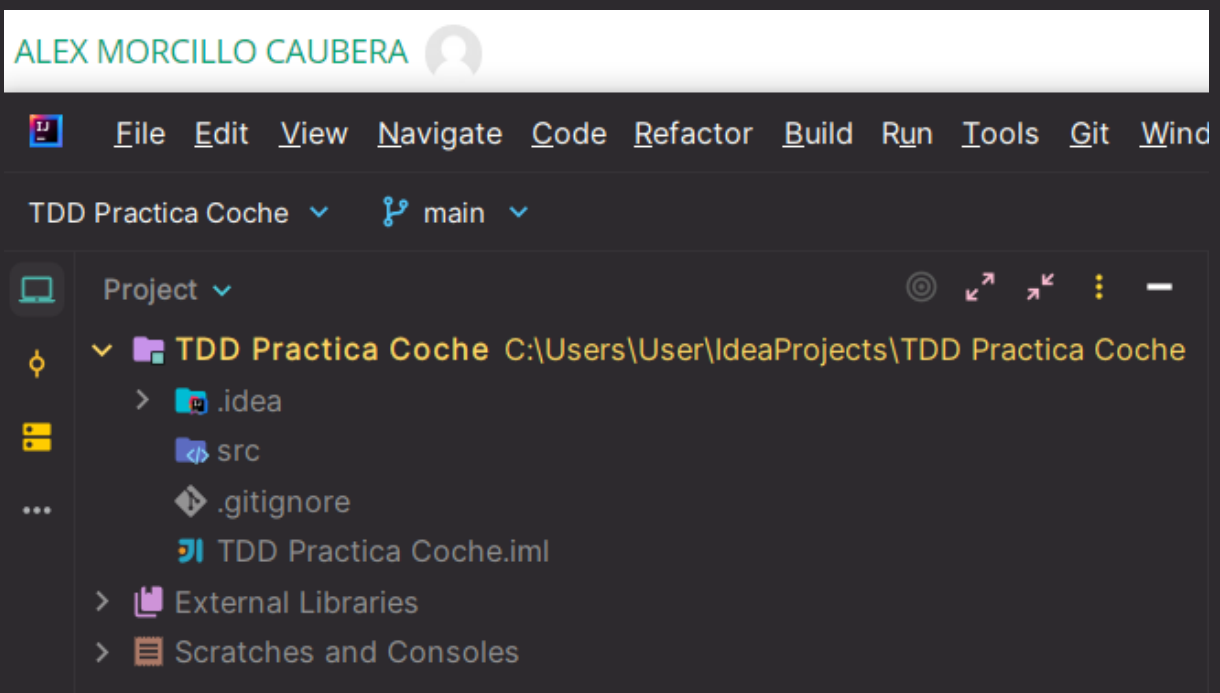 ALEX MORCILLO CAUBERA
IJ File Edit View Navigate Code Refactor Build Run Tools Git Wind
TDD Practica Coche main
Project
TDD Practica Coche C:\Users\User\IdeaProjects\TDD Practica Coche
.idea
src
.gitignore
TDD Practica Coche.iml
External Libraries
Scratches and Consoles